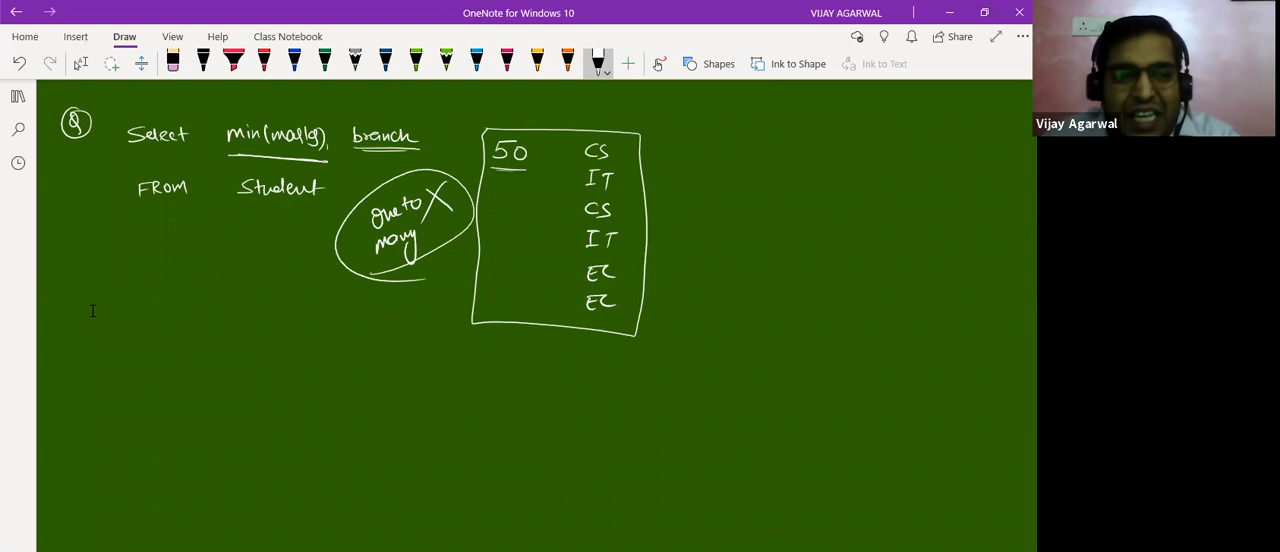 OneNote for Windows 10
VIJAY AGARWAL
Home Insert Draw View Help Class Notebook
Share
Shapes Ink to Shape Ink to Text
Q
Select min(marks), branch
FROM Student
one to
many
50 CS
IT
CS
IT
EC
EC
Vijay Agarwal